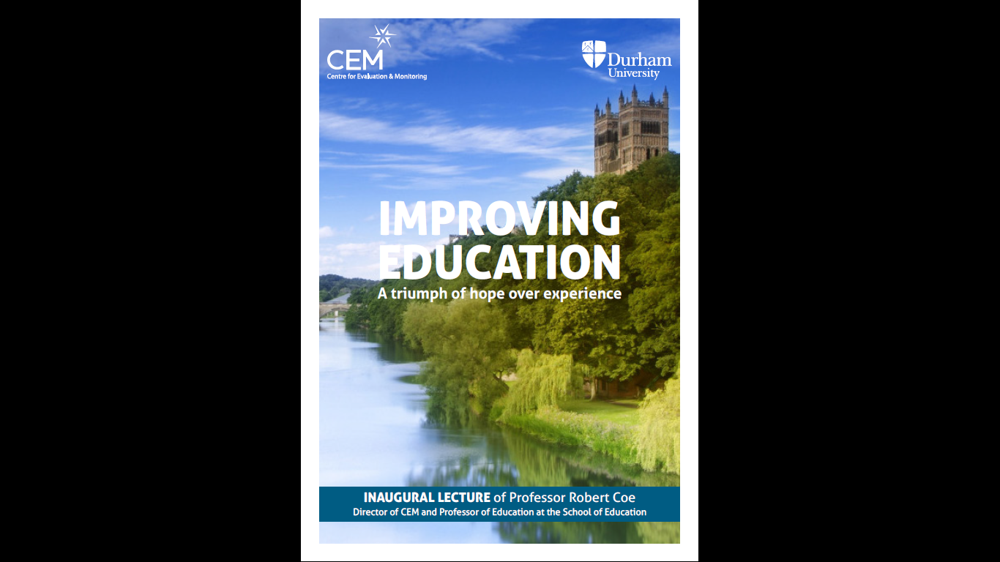 CEM
Centre for Evaluation & Monitoring
Durham
University
IMPROVING
EDUCATION
A triumph of hope over experience
INAUGURAL LECTURE of Professor Robert Coe
Director of CEM and Professor of Education at the School of Education